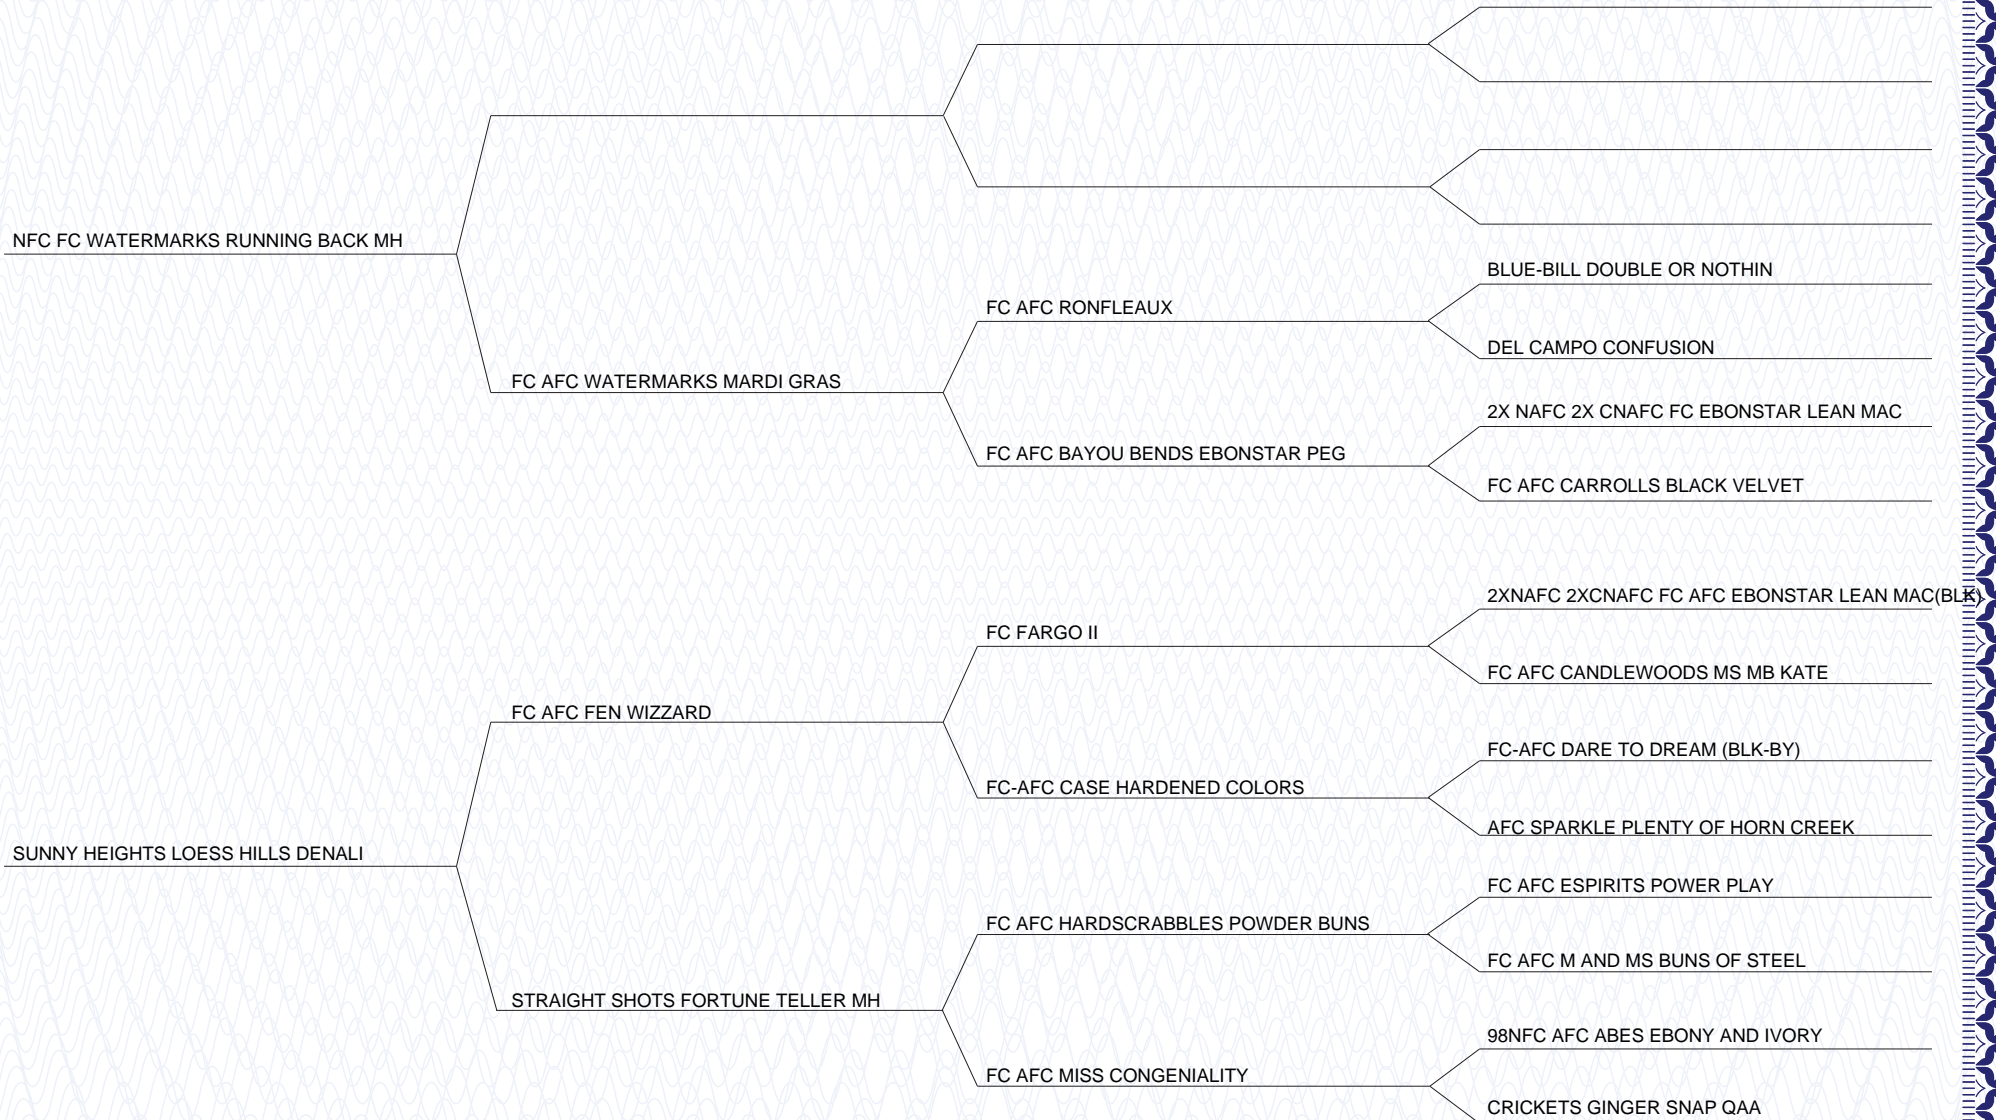 NFC FC WATERMARKS RUNNING BACK MH
BLUE-BILL DOUBLE OR NOTHIN
FC AFC RONFLEAUX
DEL CAMPO CONFUSION
FC AFC WATERMARKS MARDI GRAS
2X NAFC 2X CNAFC FC EBONSTAR LEAN MAC
FC AFC BAYOU BENDS EBONSTAR PEG
FC AFC CARROLLS BLACK VELVET
2XNAFC 2XCNAFC FC AFC EBONSTAR LEAN MAC(BLK)
FC FARGO II
FC AFC CANDLEWOODS MS MB KATE
FC AFC FEN WIZZARD
FC-AFC DARE TO DREAM (BLK-BY)
FC-AFC CASE HARDENED COLORS
AFC SPARKLE PLENTY OF HORN CREEK
SUNNY HEIGHTS LOESS HILLS DENALI
FC AFC ESPIRITS POWER PLAY
FC AFC HARDSCRABBLES POWDER BUNS
FC AFC M AND MS BUNS OF STEEL
STRAIGHT SHOTS FORTUNE TELLER MH
98NFC AFC ABES EBONY AND IVORY
FC AFC MISS CONGENIALITY
CRICKETS GINGER SNAP QAA